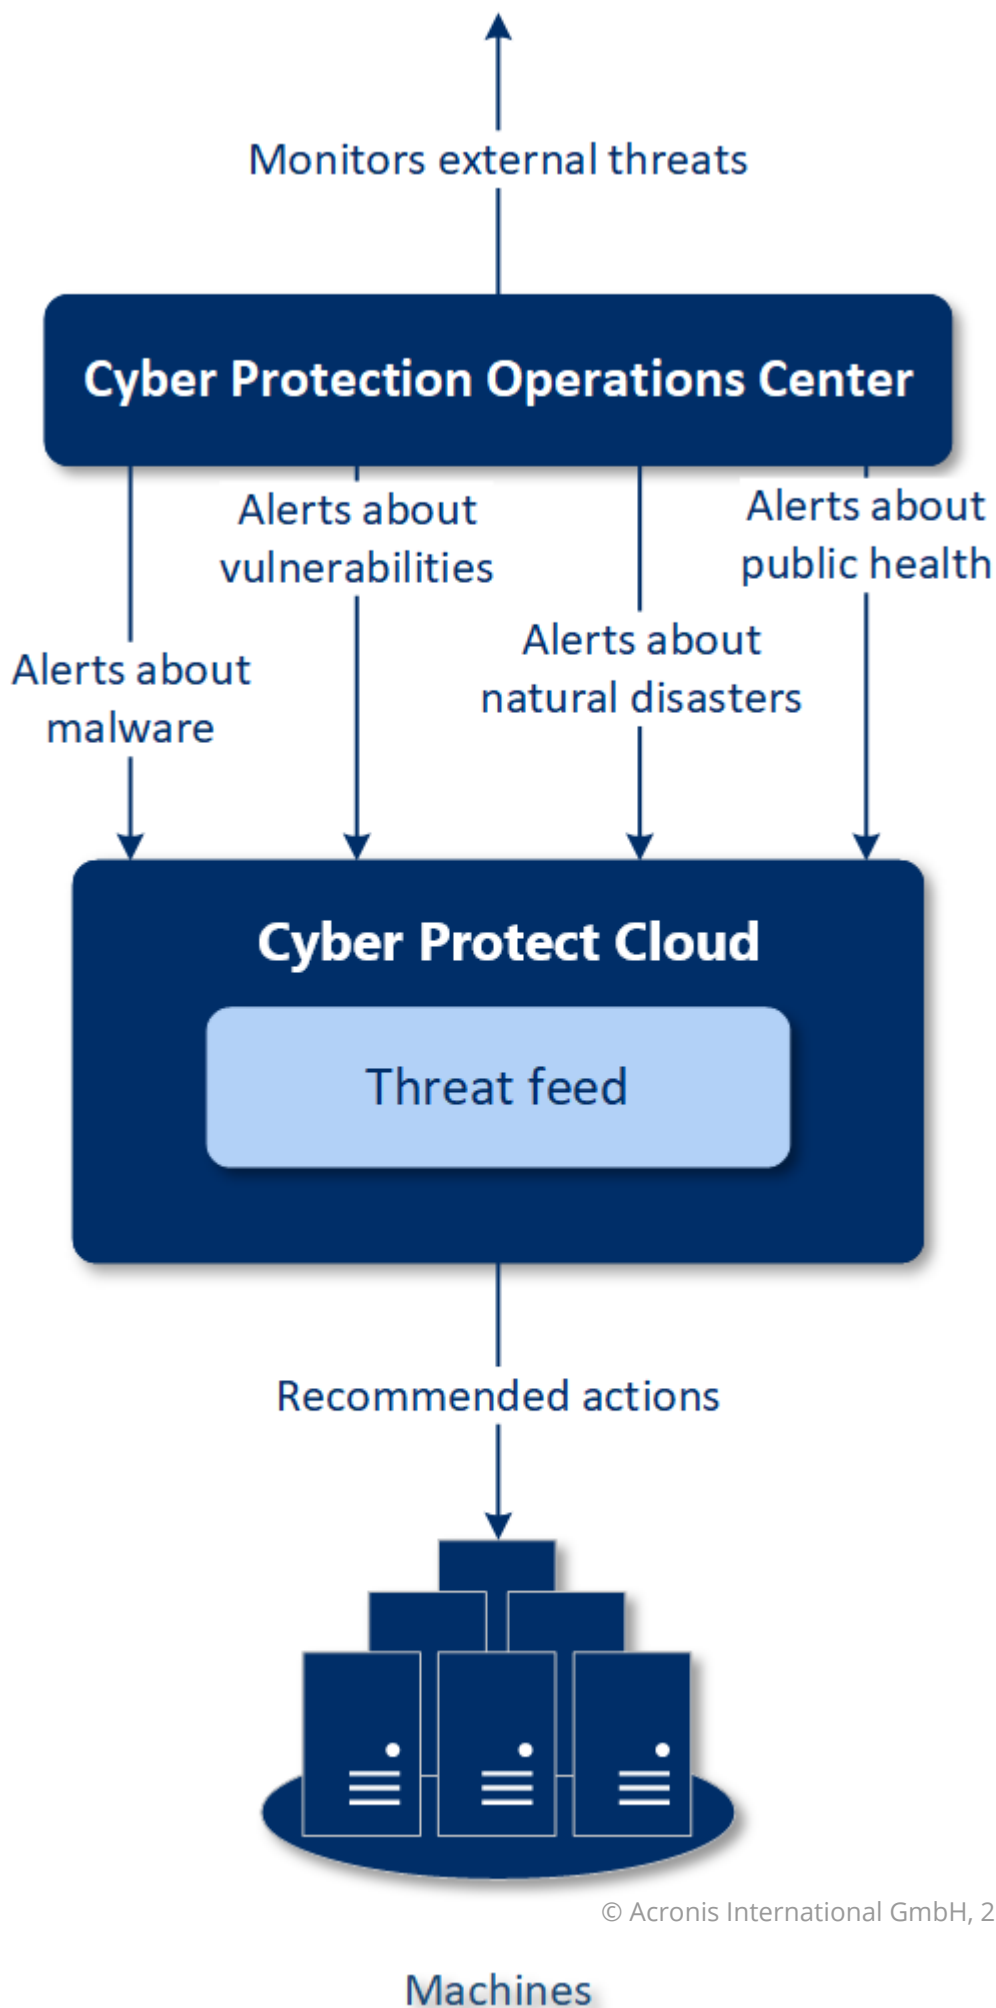 Monitors external threats
Cyber Protection Operations Center
Alerts about
vulnerabilities
Alerts about
public health
Alerts about
natural disasters
Alerts about
malware
Cyber Protect Cloud
Threat feed
Recommended actions
© Acronis International GmbH, 2
Machines